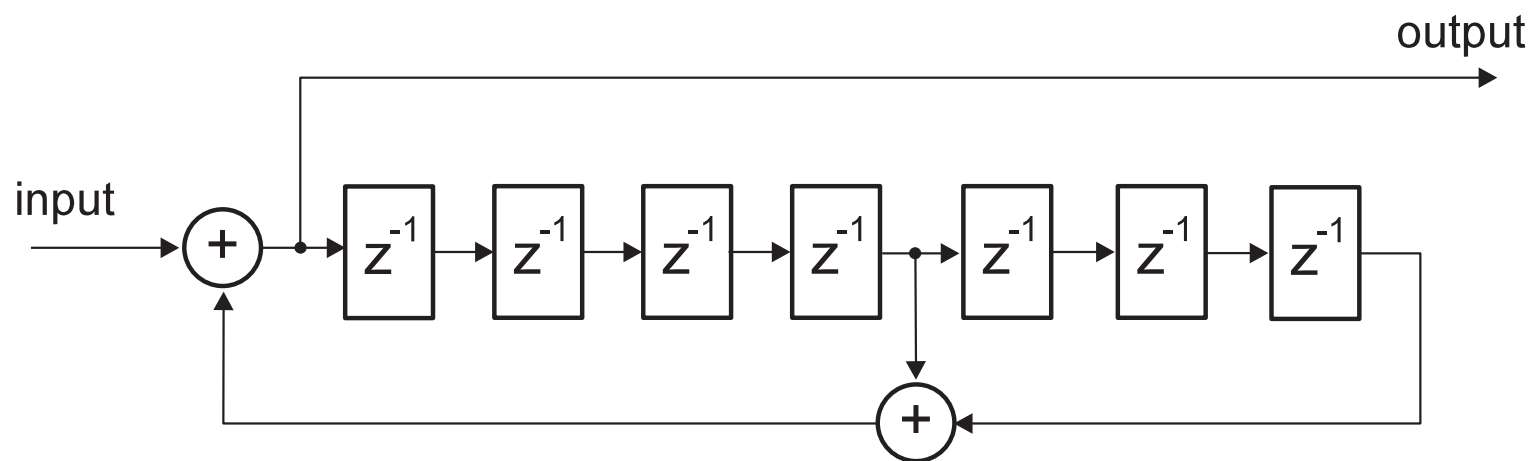 output
input
+
z⁻¹ z⁻¹ z⁻¹ z⁻¹ z⁻¹ z⁻¹ z⁻¹
+